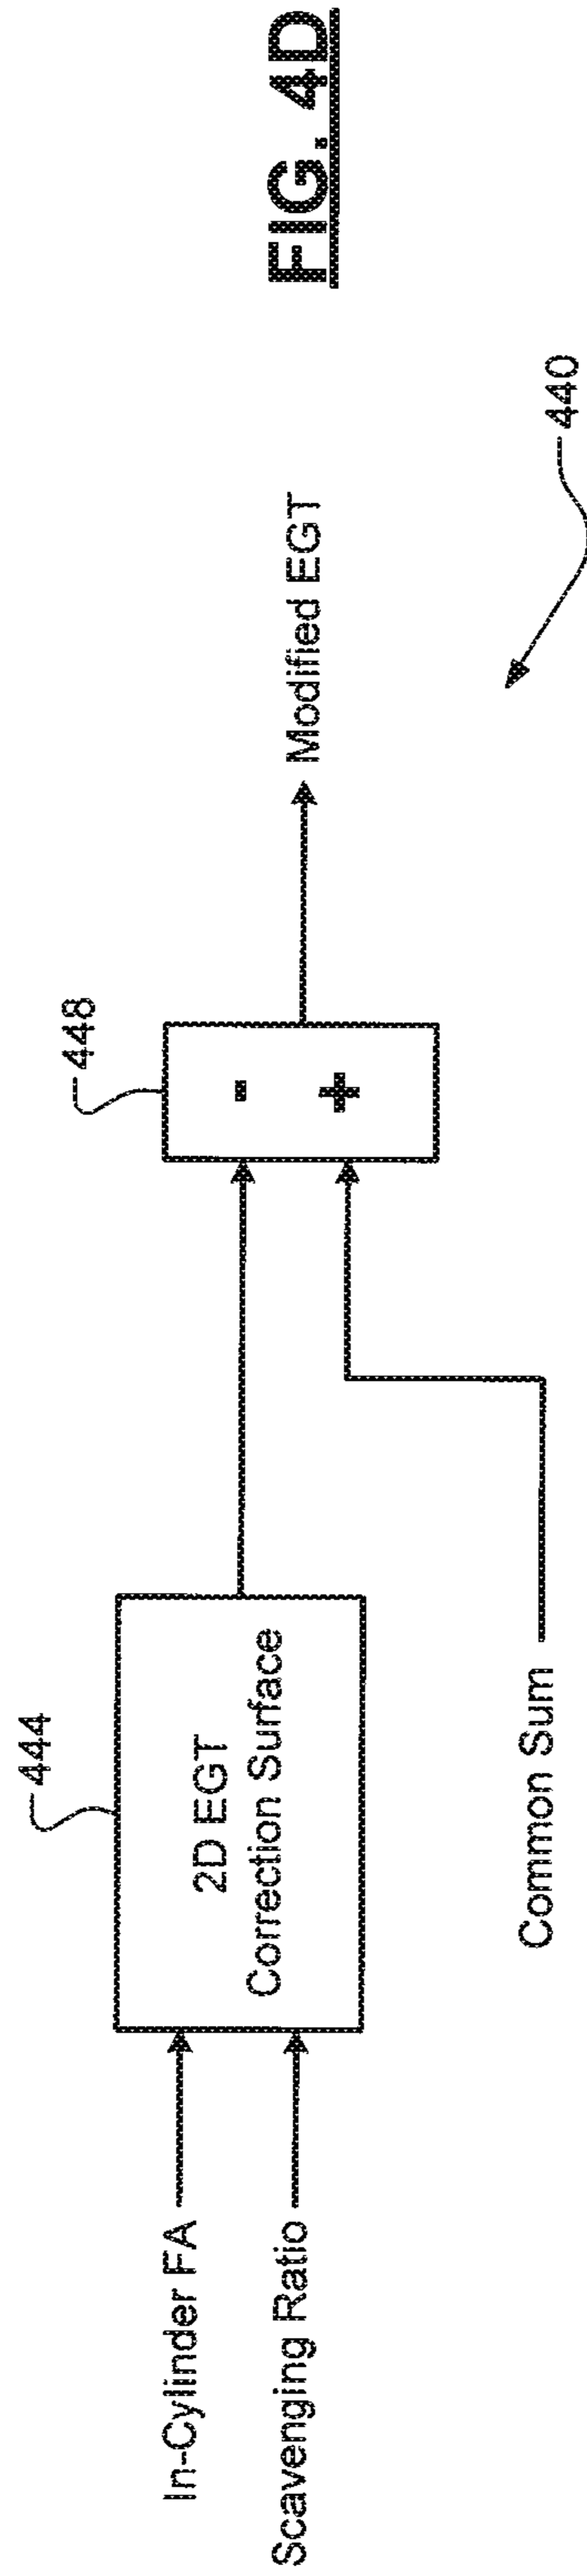 444
448
In-Cylinder FA
Scavenging Ratio
2D EGT
Correction Surface
-
+
Modified EGT
Common Sum
440
FIG. 4D